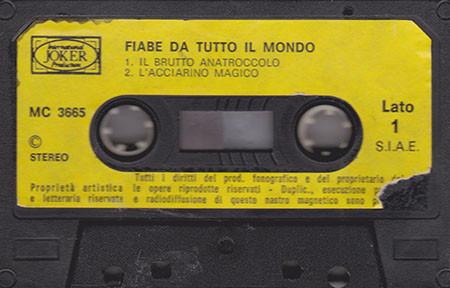 International
JOKER
Productions
FIABE DA TUTTO IL MONDO
1. IL BRUTTO ANATROCCOLO
2. L'ACCIARINO MAGICO
MC 3665
Lato
1
©
STEREO
S.I.A.E.
Tutti i diritti del prod. fonografico e del proprietario
Proprietà artistica le opere riprodotte riservati - Duplic., esecuzione
e letteraria riservata e radiodiffusione di questo nastro magnetico sono